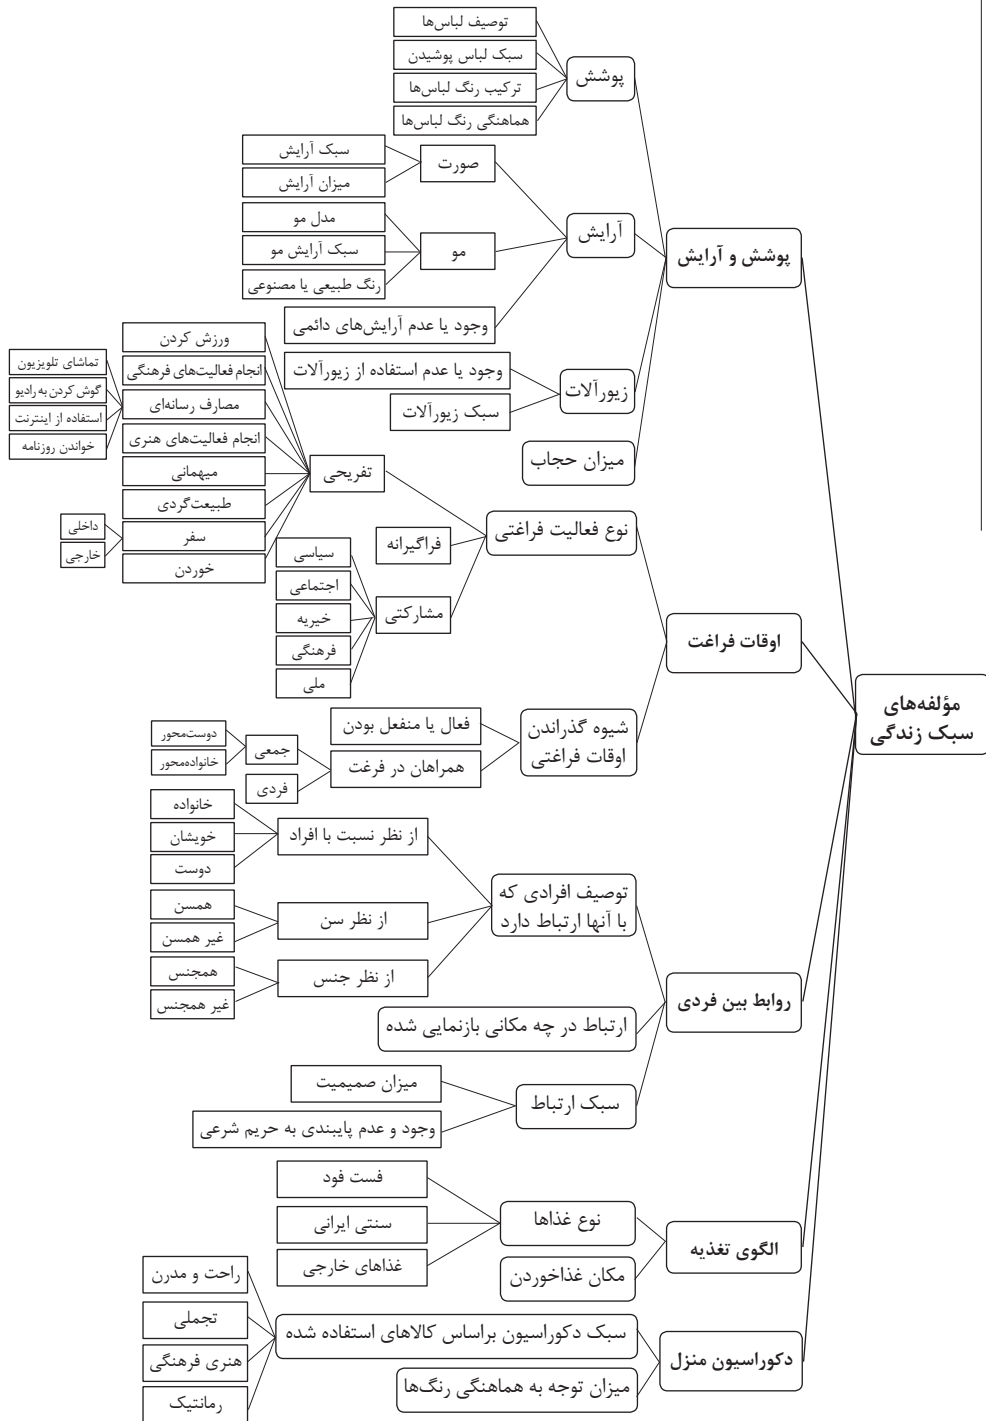 مؤلفه‌های
سبک زندگی
پوشش و آرایش
پوشش
توصیف لباس‌ها
سبک لباس پوشیدن
ترکیب رنگ لباس‌ها
هماهنگی رنگ لباس‌ها
آرایش
صورت
سبک آرایش
میزان آرایش
مو
مدل مو
سبک آرایش مو
رنگ طبیعی یا مصنوعی
وجود یا عدم آرایش‌های دائمی
زیورآلات
وجود یا عدم استفاده از زیورآلات
سبک زیورآلات
میزان حجاب
اوقات فراغت
نوع فعالیت فراغتی
تفریحی
ورزش کردن
انجام فعالیت‌های فرهنگی
مصارف رسانه‌ای
تماشای تلویزیون
گوش کردن به رادیو
استفاده از اینترنت
خواندن روزنامه
انجام فعالیت‌های هنری
میهمانی
طبیعت‌گردی
سفر
داخلی
خارجی
خوردن
فراگیرانه
مشارکتی
سیاسی
اجتماعی
خیریه
فرهنگی
ملی
شیوه گذراندن
اوقات فراغتی
فعال یا منفعل بودن
همراهان در فرغت
جمعی
دوست‌محور
خانواده‌محور
فردی
روابط بین فردی
توصیف افرادی که
با آنها ارتباط دارد
از نظر نسبت با افراد
خانواده
خویشان
دوست
از نظر سن
همسن
غیر همسن
از نظر جنس
همجنس
غیر همجنس
ارتباط در چه مکانی بازنمایی شده
سبک ارتباط
میزان صمیمیت
وجود و عدم پایبندی به حریم شرعی
الگوی تغذیه
نوع غذاها
فست فود
سنتی ایرانی
غذاهای خارجی
مکان غذاخوردن
دکوراسیون منزل
سبک دکوراسیون براساس کالاهای استفاده شده
راحت و مدرن
تجملی
هنری فرهنگی
رمانتیک
میزان توجه به هماهنگی رنگ‌ها